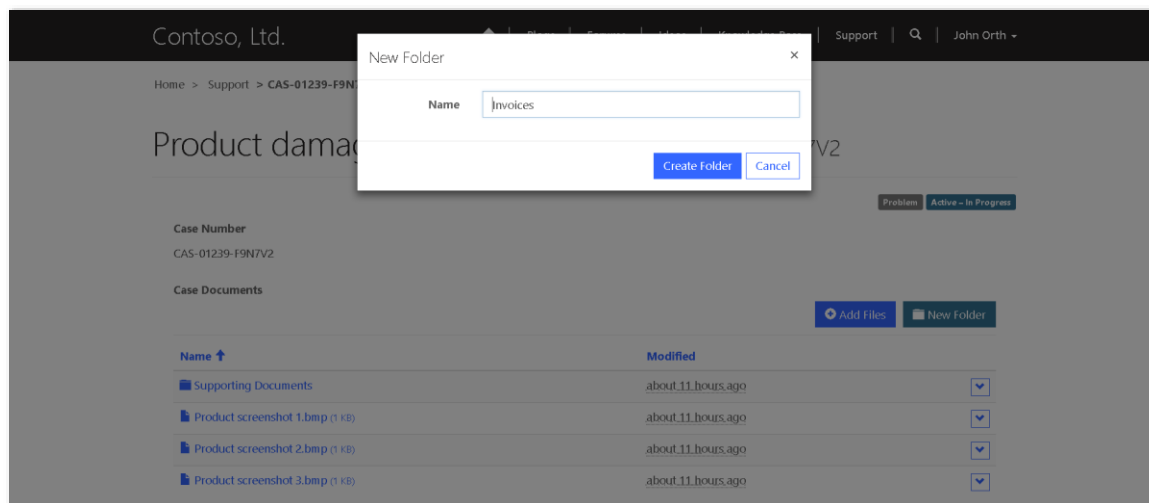 Contoso, Ltd.
Support | John Orth
New Folder ×
Home > Support > CAS-01239-F9N7
Name Invoices
Product damag 7V2
Create Folder Cancel
Problem Active – In Progress
Case Number
CAS-01239-F9N7V2
Case Documents
Add Files New Folder
Name Modified
Supporting Documents about 11 hours ago
Product screenshot 1.bmp (1 KB) about 11 hours ago
Product screenshot 2.bmp (1 KB) about 11 hours ago
Product screenshot 3.bmp (1 KB) about 11 hours ago